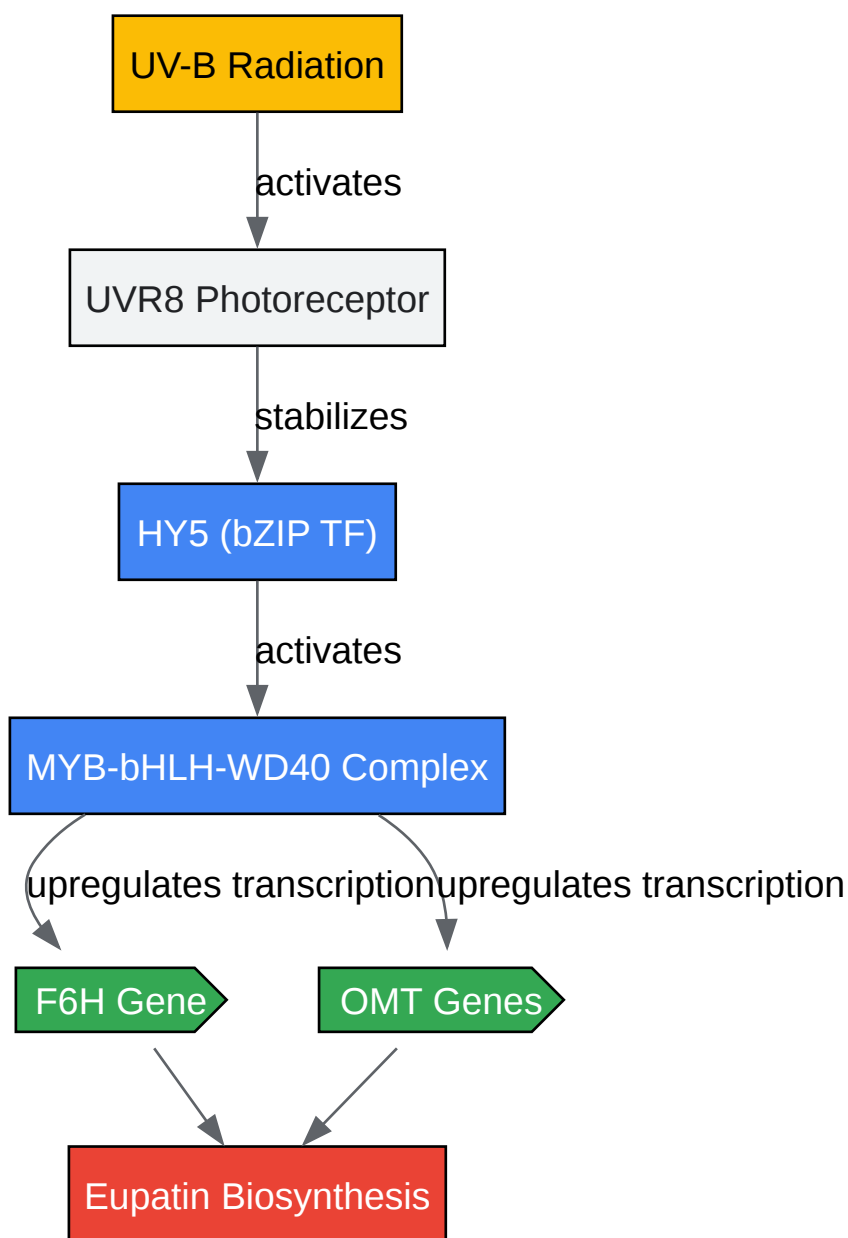 UV-B Radiation
activates
UVR8 Photoreceptor
stabilizes
HY5 (bZIP TF)
activates
MYB-bHLH-WD40 Complex
upregulates transcription
upregulates transcription
F6H Gene
OMT Genes
Eupatin Biosynthesis